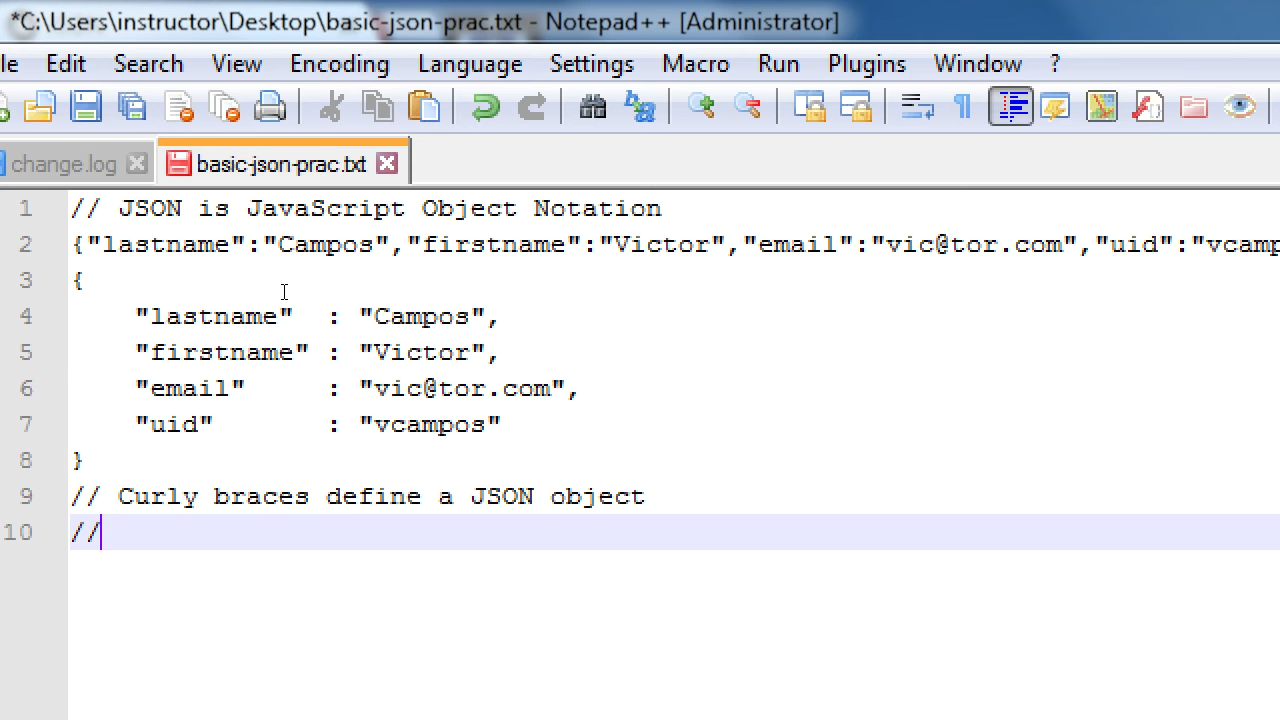 *C:\Users\instructor\Desktop\basic-json-prac.txt - Notepad++ [Administrator]
le Edit Search View Encoding Language Settings Macro Run Plugins Window ?
change.log basic-json-prac.txt
1 // JSON is JavaScript Object Notation
2 {"lastname":"Campos","firstname":"Victor","email":"vic@tor.com","uid":"vcamp
3 {
4 "lastname" : "Campos",
5 "firstname" : "Victor",
6 "email" : "vic@tor.com",
7 "uid" : "vcampos"
8 }
9 // Curly braces define a JSON object
10 //